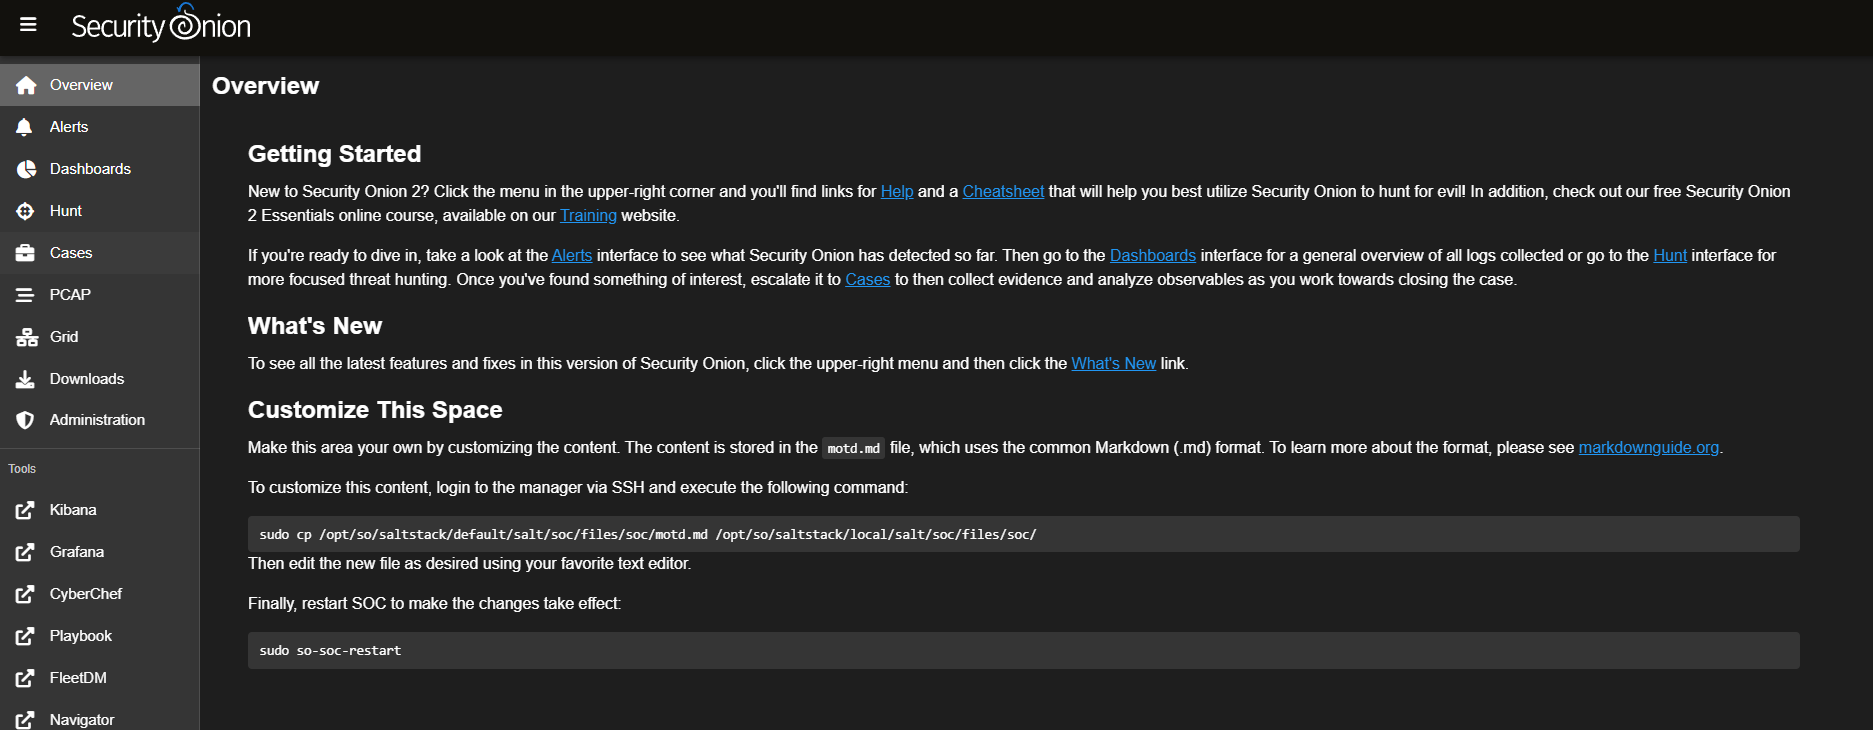 Security Onion
Overview
Alerts
Dashboards
Hunt
Cases
PCAP
Grid
Downloads
Administration
Tools
Kibana
Grafana
CyberChef
Playbook
FleetDM
Navigator
Overview
Getting Started
New to Security Onion 2? Click the menu in the upper-right corner and you'll find links for Help and a Cheatsheet that will help you best utilize Security Onion to hunt for evil! In addition, check out our free Security Onion
2 Essentials online course, available on our Training website.
If you're ready to dive in, take a look at the Alerts interface to see what Security Onion has detected so far. Then go to the Dashboards interface for a general overview of all logs collected or go to the Hunt interface for
more focused threat hunting. Once you've found something of interest, escalate it to Cases to then collect evidence and analyze observables as you work towards closing the case.
What's New
To see all the latest features and fixes in this version of Security Onion, click the upper-right menu and then click the What's New link.
Customize This Space
Make this area your own by customizing the content. The content is stored in the motd.md file, which uses the common Markdown (.md) format. To learn more about the format, please see markdownguide.org.
To customize this content, login to the manager via SSH and execute the following command:
sudo cp /opt/so/saltstack/default/salt/soc/files/soc/motd.md /opt/so/saltstack/local/salt/soc/files/soc/
Then edit the new file as desired using your favorite text editor.
Finally, restart SOC to make the changes take effect:
sudo so-soc-restart